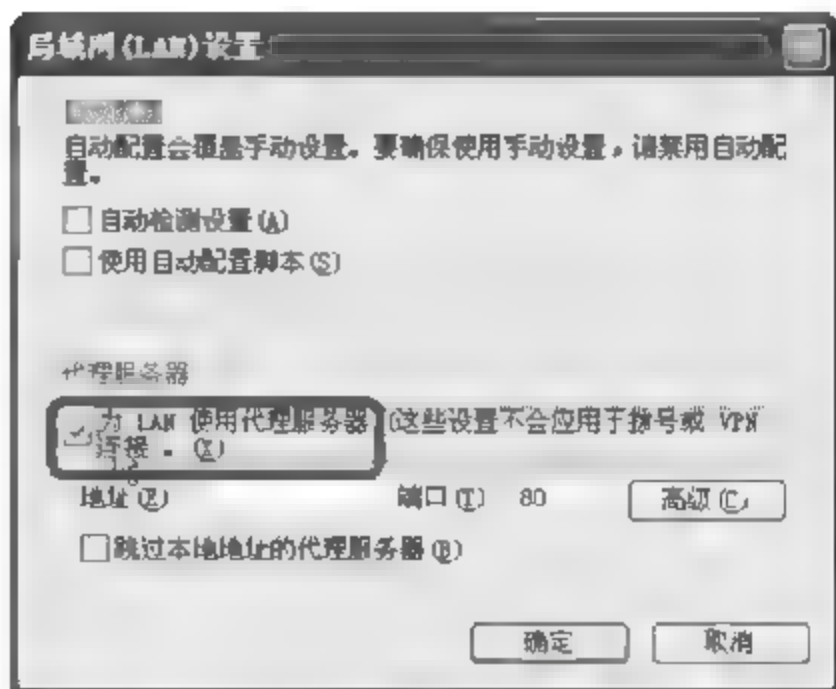 局域网(LAN)设置
自动配置会覆盖手动设置。要确保使用手动设置，请禁用自动配
置。
自动检测设置(A)
使用自动配置脚本(S)
代理服务器
为 LAN 使用代理服务器(这些设置不会应用于拨号或 VPN
连接。(X)
地址(E) 端口(T) 80 高级(C)
跳过本地地址的代理服务器(B)
确定 取消